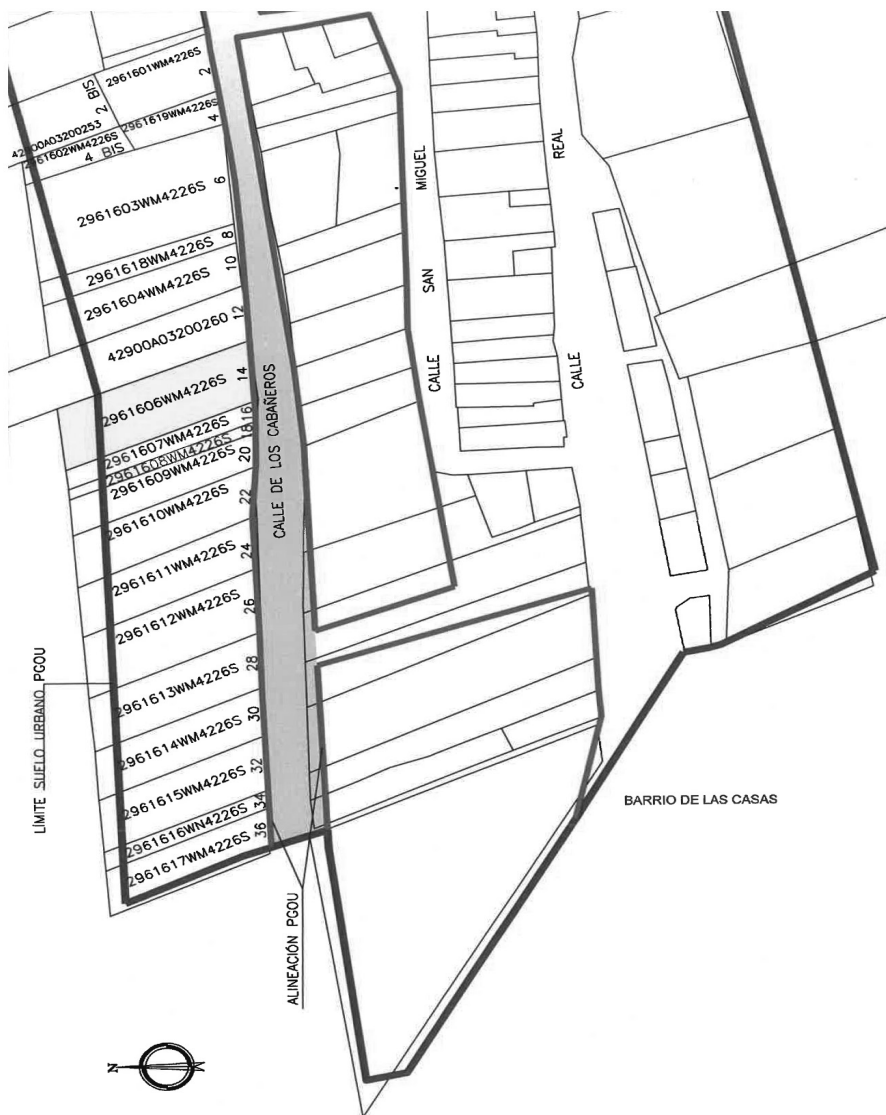 2961601WM4226S
2
2 BIS
42900A03200253
2961619WM4226S
4
2961602WM4226S
4 BIS
2961603WM4226S
6
2961618WM4226S
8
2961604WM4226S
10
42900A03200260
12
2961606WM4226S
14
2961607WM4226S
16
2961608WM4226S
18
2961609WM4226S
20
2961610WM4226S
22
2961611WM4226S
24
2961612WM4226S
26
2961613WM4226S
28
2961614WM4226S
30
2961615WM4226S
32
2961616WN4226S
34
2961617WM4226S
36
CALLE DE LOS CABAÑEROS
CALLE SAN MIGUEL
CALLE REAL
LÍMITE SUELO URBANO PGOU
ALINEACIÓN PGOU
BARRIO DE LAS CASAS
N